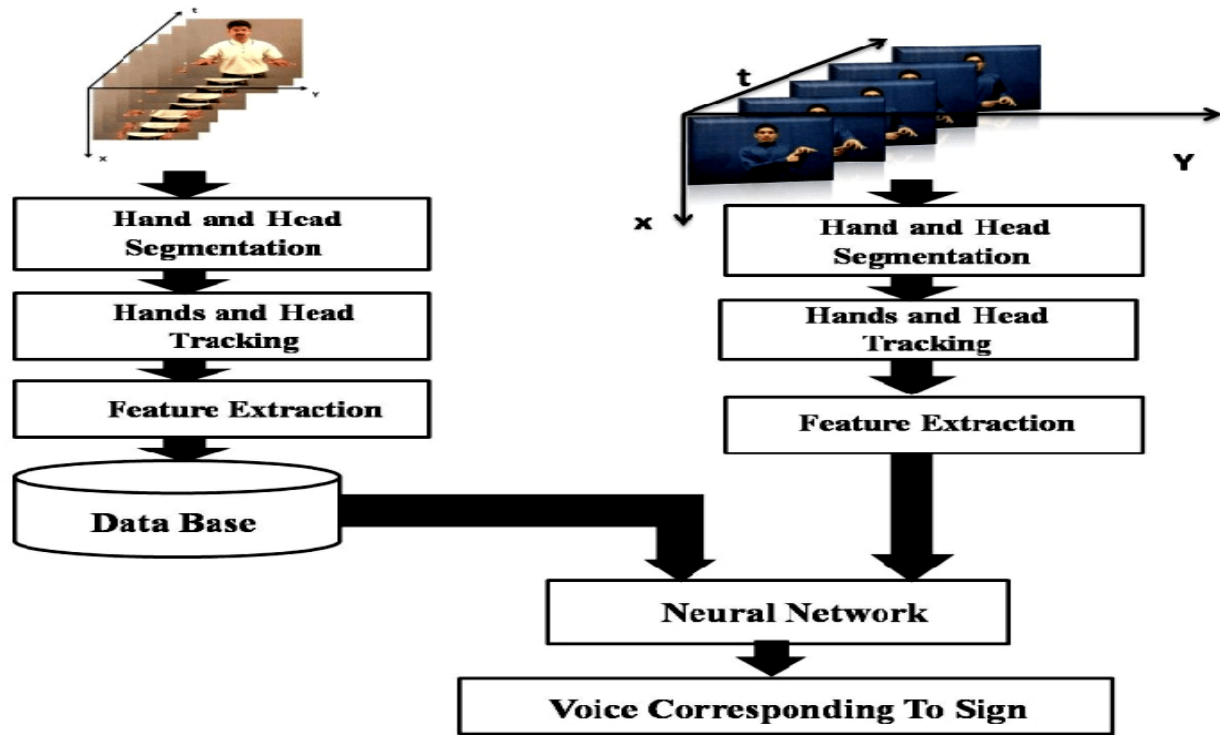 t
Y
X
Hand and Head
Segmentation
Hands and Head
Tracking
Feature Extraction
Data Base
t
Y
x
Hand and Head
Segmentation
Hands and Head
Tracking
Feature Extraction
Neural Network
Voice Corresponding To Sign